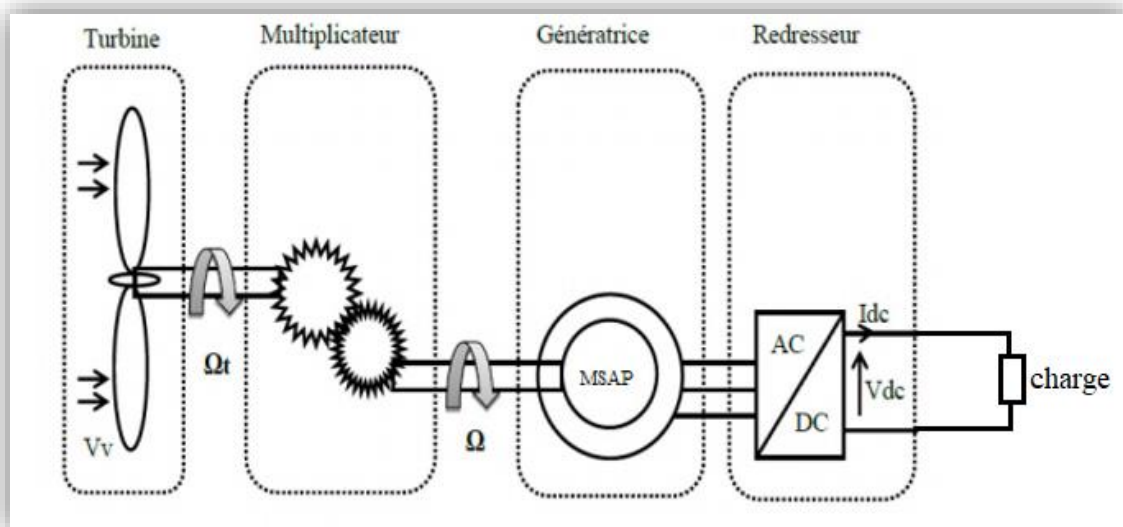 Turbine
Multiplicateur
Génératrice
Redresseur
Vv
Ωt
Ω
MSAP
AC
DC
Idc
Vdc
charge